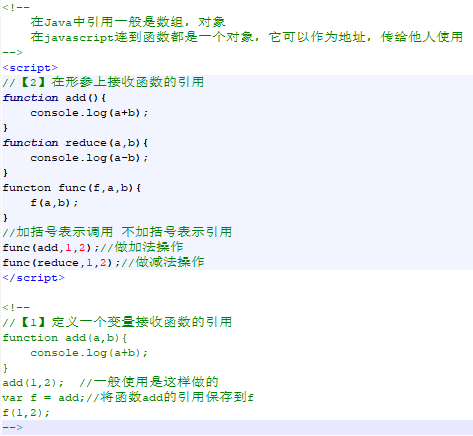 <!--
在Java中引用一般是数组，对象
在javascript连到函数都是一个对象，它可以作为地址，传给他人使用
-->
<script>
//【2】在形参上接收函数的引用
function add(){
console.log(a+b);
}
function reduce(a,b){
console.log(a-b);
}
functon func(f,a,b){
f(a,b);
}
//加括号表示调用 不加括号表示引用
func(add,1,2);//做加法操作
func(reduce,1,2);//做减法操作
</script>
<!--
//【1】定义一个变量接收函数的引用
function add(a,b){
console.log(a+b);
}
add(1,2); //一般使用是这样做的
var f = add;//将函数add的引用保存到f
f(1,2);
-->